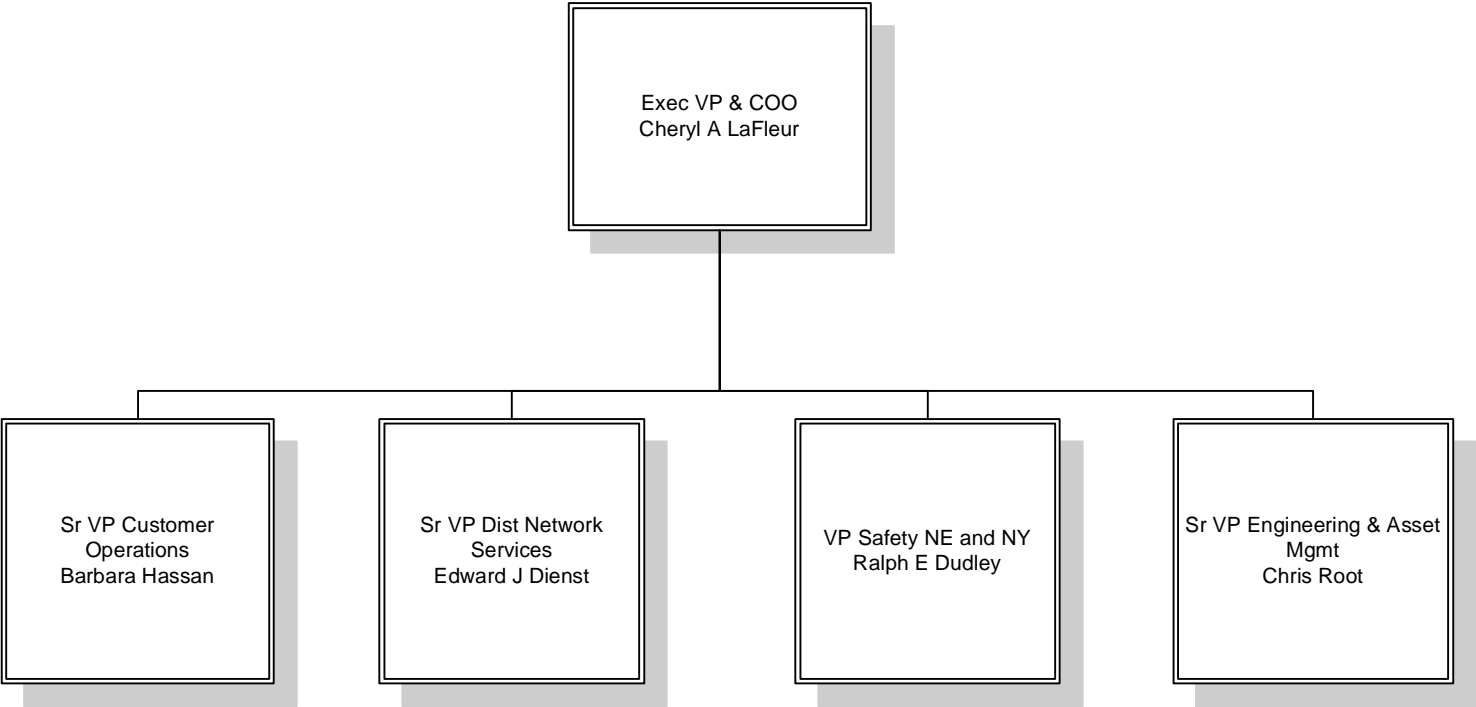 Exec VP & COO
Cheryl A LaFleur
Sr VP Customer
Operations
Barbara Hassan
Sr VP Dist Network
Services
Edward J Dienst
VP Safety NE and NY
Ralph E Dudley
Sr VP Engineering & Asset
Mgmt
Chris Root